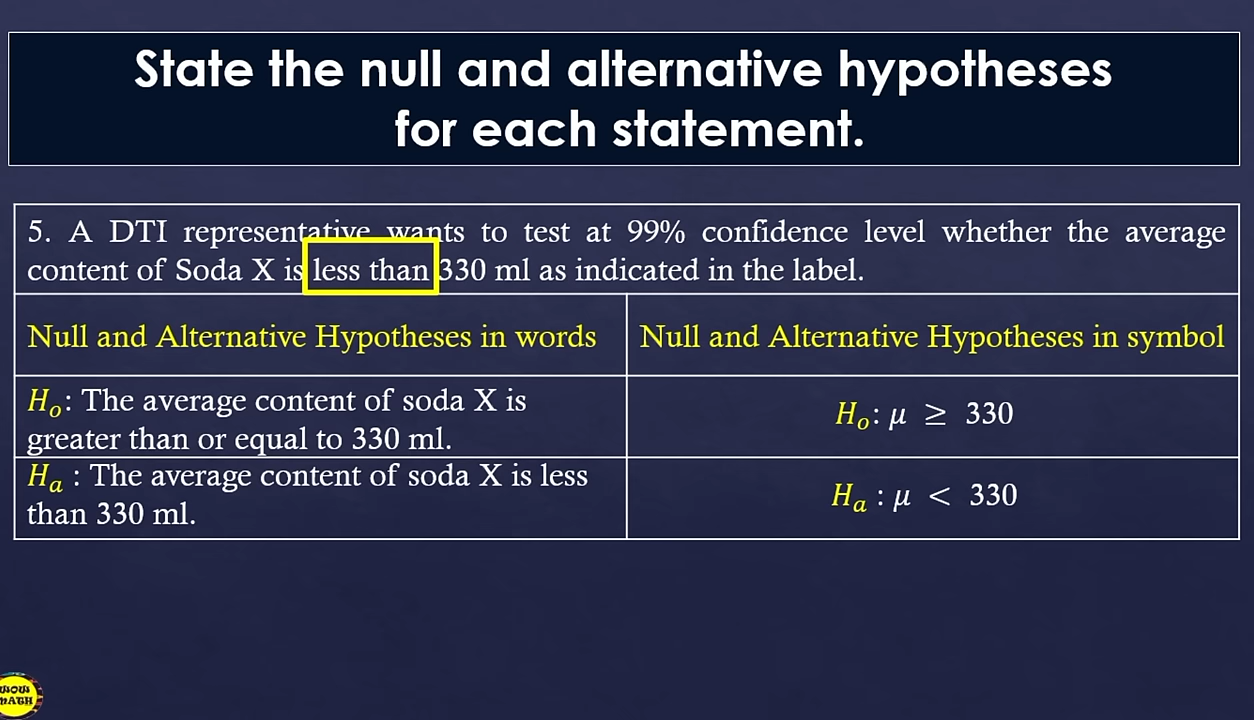 State the null and alternative hypotheses
for each statement.
5. A DTI representative wants to test at 99% confidence level whether the average
content of Soda X is less than 330 ml as indicated in the label.
Null and Alternative Hypotheses in words
Null and Alternative Hypotheses in symbol
Hₒ: The average content of soda X is
greater than or equal to 330 ml.
Hₒ: μ ≥ 330
Hₐ : The average content of soda X is less
than 330 ml.
Hₐ : μ < 330
WOW
MATH